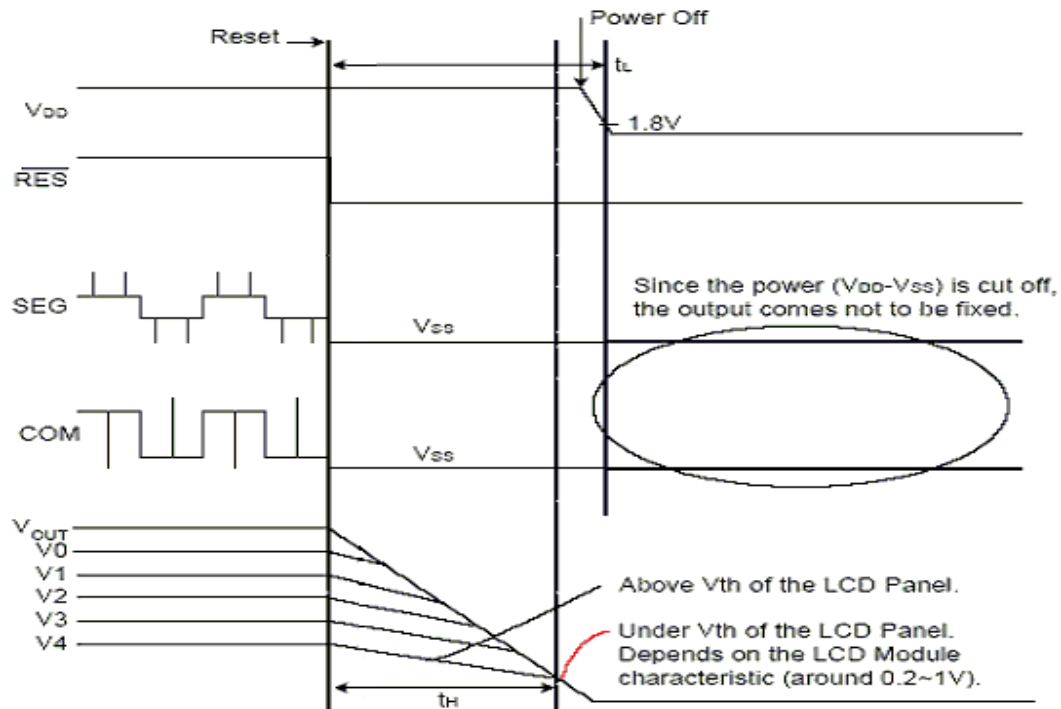 Power Off
Reset
tL
VDD
1.8V
RES
Since the power (VDD-VSS) is cut off,
the output comes not to be fixed.
SEG
VSS
COM
VSS
VOUT
V0
V1
V2
V3
V4
Above Vth of the LCD Panel.
Under Vth of the LCD Panel.
Depends on the LCD Module
characteristic (around 0.2~1V).
tH